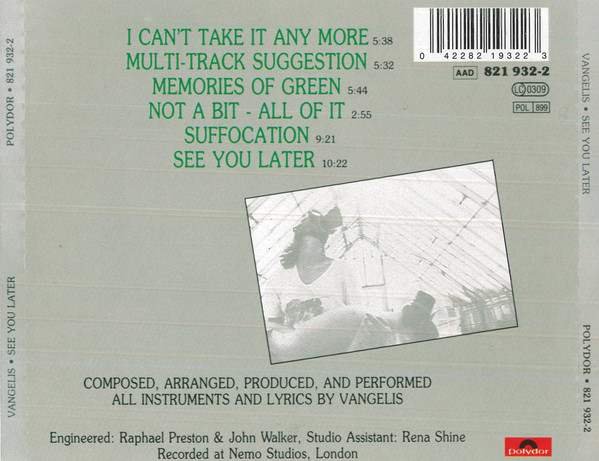 I CAN'T TAKE IT ANY MORE 5:38
MULTI-TRACK SUGGESTION 5:32
MEMORIES OF GREEN 5:44
NOT A BIT - ALL OF IT 2:55
SUFFOCATION 9:21
SEE YOU LATER 10:22
0 42282 19322 3
AAD 821 932-2
LC 0309
POL 899
COMPOSED, ARRANGED, PRODUCED, AND PERFORMED
ALL INSTRUMENTS AND LYRICS BY VANGELIS
Engineered: Raphael Preston & John Walker, Studio Assistant: Rena Shine
Recorded at Nemo Studios, London
polydor
VANGELIS • SEE YOU LATER
POLYDOR • 821 932-2
VANGELIS • SEE YOU LATER
POLYDOR • 821 932-2